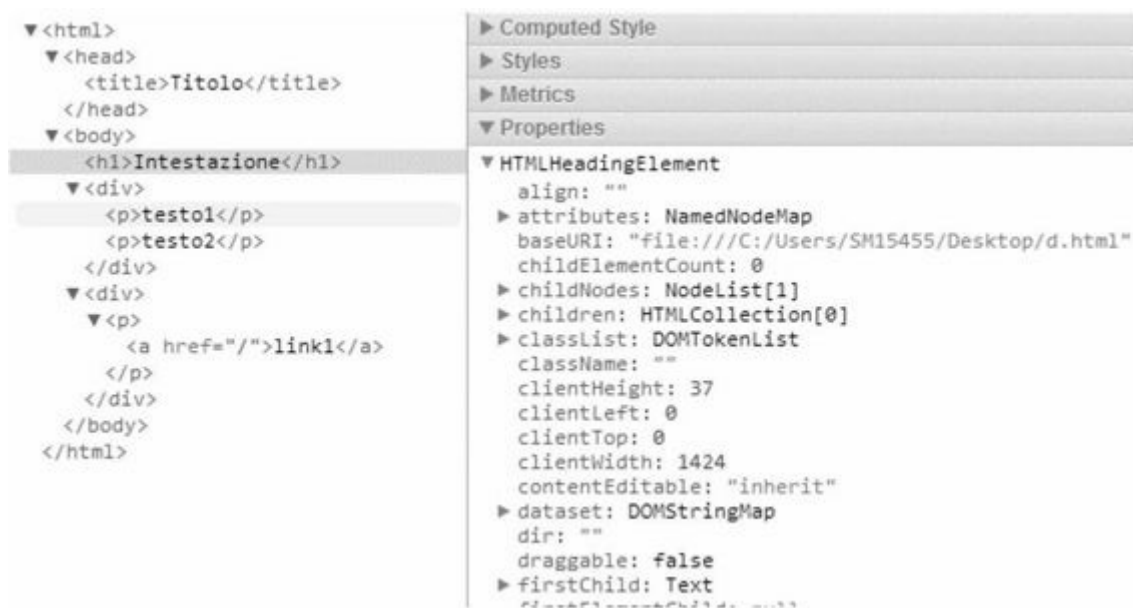 ▼<html>
▼<head>
<title>Titolo</title>
</head>
▼<body>
<h1>Intestazione</h1>
▼<div>
<p>testo1</p>
<p>testo2</p>
</div>
▼<div>
▼<p>
<a href="/">link1</a>
</p>
</div>
</body>
</html>
▶Computed Style
▶Styles
▶Metrics
▼Properties
▼HTMLHeadingElement
align: ""
▶attributes: NamedNodeMap
baseURI: "file:///C:/Users/SM15455/Desktop/d.html"
childElementCount: 0
▶childNodes: NodeList[1]
▶children: HTMLCollection[0]
▶classList: DOMTokenList
className: ""
clientHeight: 37
clientLeft: 0
clientTop: 0
clientWidth: 1424
contentEditable: "inherit"
▶dataset: DOMStringMap
dir: ""
draggable: false
▶firstChild: Text
firstElementChild: null